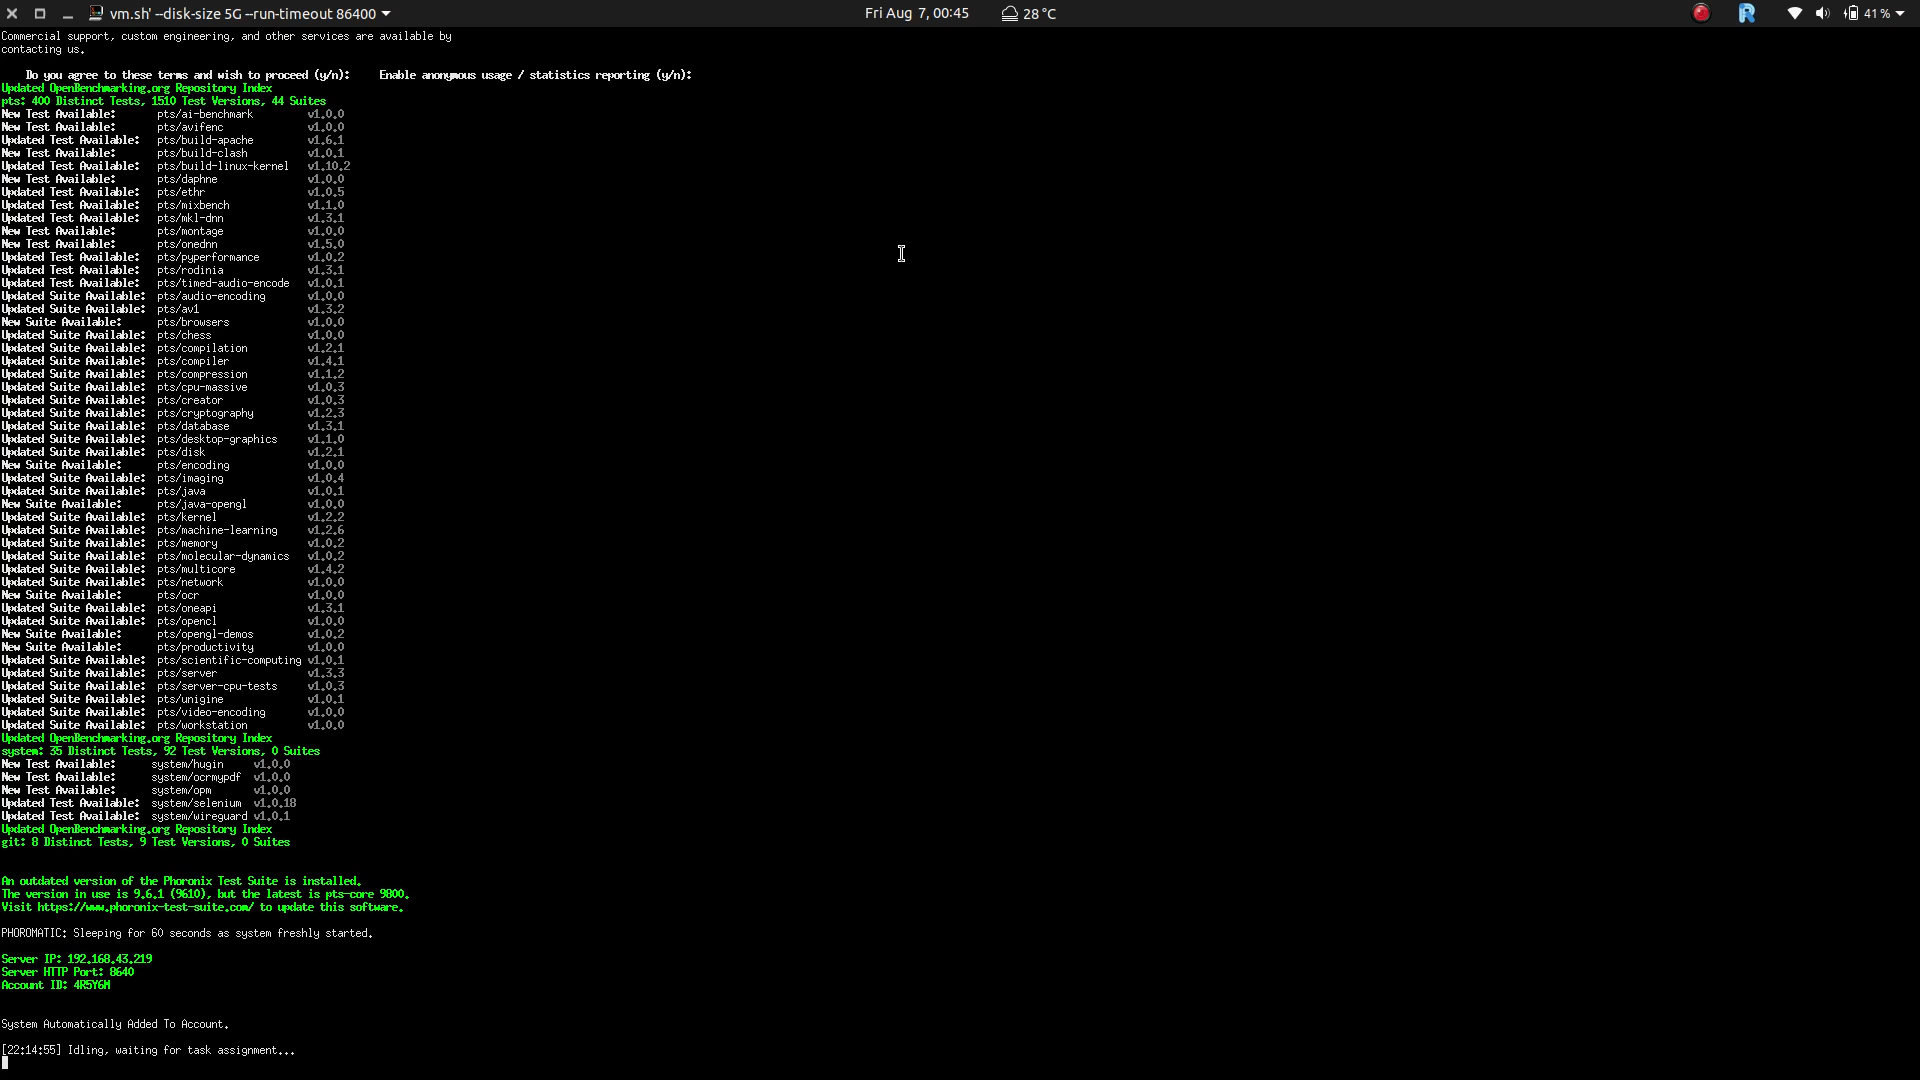 vm.sh' --disk-size 5G --run-timeout 86400
Fri Aug 7, 00:45
28 °C
41 %
Commercial support, custom engineering, and other services are available by
contacting us.
Do you agree to these terms and wish to proceed (y/n): Enable anonymous usage / statistics reporting (y/n):
Updated OpenBenchmarking.org Repository Index
pts: 400 Distinct Tests, 1510 Test Versions, 44 Suites
New Test Available: pts/ai-benchmark v1.0.0
New Test Available: pts/avifenc v1.0.0
Updated Test Available: pts/build-apache v1.6.1
New Test Available: pts/build-clash v1.0.1
Updated Test Available: pts/build-linux-kernel v1.10.2
New Test Available: pts/daphne v1.0.0
Updated Test Available: pts/ethr v1.0.5
Updated Test Available: pts/mixbench v1.1.0
Updated Test Available: pts/mkl-dnn v1.3.1
New Test Available: pts/montage v1.0.0
New Test Available: pts/onednn v1.5.0
Updated Test Available: pts/pyperformance v1.0.2
Updated Test Available: pts/rodinia v1.3.1
Updated Test Available: pts/timed-audio-encode v1.0.1
Updated Suite Available: pts/audio-encoding v1.0.0
Updated Suite Available: pts/av1 v1.3.2
New Suite Available: pts/browsers v1.0.0
Updated Suite Available: pts/chess v1.0.0
Updated Suite Available: pts/compilation v1.2.1
Updated Suite Available: pts/compiler v1.4.1
Updated Suite Available: pts/compression v1.1.2
Updated Suite Available: pts/cpu-massive v1.0.3
Updated Suite Available: pts/creator v1.0.3
Updated Suite Available: pts/cryptography v1.2.3
Updated Suite Available: pts/database v1.3.1
Updated Suite Available: pts/desktop-graphics v1.1.0
Updated Suite Available: pts/disk v1.2.1
New Suite Available: pts/encoding v1.0.0
Updated Suite Available: pts/imaging v1.0.4
Updated Suite Available: pts/java v1.0.1
New Suite Available: pts/java-opengl v1.0.0
Updated Suite Available: pts/kernel v1.2.2
Updated Suite Available: pts/machine-learning v1.2.6
Updated Suite Available: pts/memory v1.0.2
Updated Suite Available: pts/molecular-dynamics v1.0.2
Updated Suite Available: pts/multicore v1.4.2
Updated Suite Available: pts/network v1.0.0
New Suite Available: pts/ocr v1.0.0
Updated Suite Available: pts/oneapi v1.3.1
Updated Suite Available: pts/opencl v1.0.0
New Suite Available: pts/opengl-demos v1.0.2
New Suite Available: pts/productivity v1.0.0
Updated Suite Available: pts/scientific-computing v1.0.1
Updated Suite Available: pts/server v1.3.3
Updated Suite Available: pts/server-cpu-tests v1.0.3
Updated Suite Available: pts/unigine v1.0.1
Updated Suite Available: pts/video-encoding v1.0.0
Updated Suite Available: pts/workstation v1.0.0
Updated OpenBenchmarking.org Repository Index
system: 35 Distinct Tests, 92 Test Versions, 0 Suites
New Test Available: system/hugin v1.0.0
New Test Available: system/ocrmypdf v1.0.0
New Test Available: system/opm v1.0.0
Updated Test Available: system/selenium v1.0.18
Updated Test Available: system/wireguard v1.0.1
Updated OpenBenchmarking.org Repository Index
git: 8 Distinct Tests, 9 Test Versions, 0 Suites
An outdated version of the Phoronix Test Suite is installed.
The version in use is 9.6.1 (9610), but the latest is pts-core 9800.
Visit https://www.phoronix-test-suite.com/ to update this software.
PHOROMATIC: Sleeping for 60 seconds as system freshly started.
Server IP: 192.168.43.219
Server HTTP Port: 8640
Account ID: 4R5Y6M
System Automatically Added To Account.
[22:14:55] Idling, waiting for task assignment...